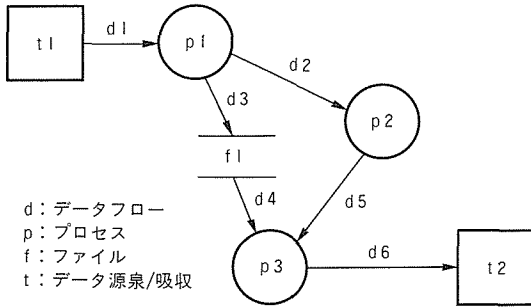 t1
d1
p1
d2
d3
p2
f1
d4
d5
d:データフロー
p:プロセス
f:ファイル
t:データ源泉/吸収
p3
d6
t2